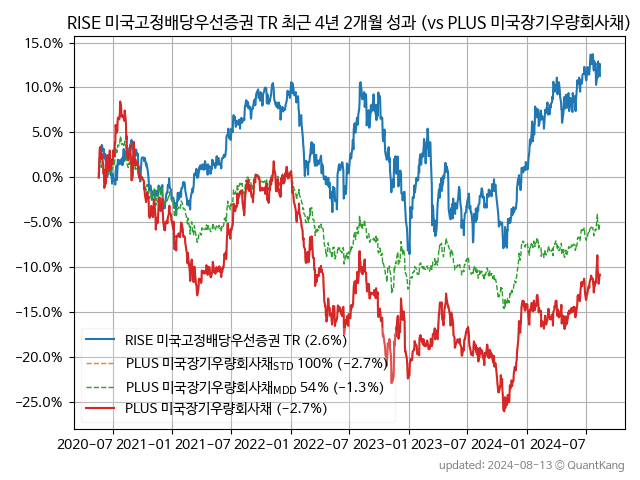 RISE 미국고정배당우선증권 TR 최근 4년 2개월 성과 (vs PLUS 미국장기우량회사채)
15.0%
10.0%
5.0%
0.0%
−5.0%
−10.0%
−15.0%
−20.0%
−25.0%
RISE 미국고정배당우선증권 TR (2.6%)
PLUS 미국장기우량회사채STD 100% (−2.7%)
PLUS 미국장기우량회사채MDD 54% (−1.3%)
PLUS 미국장기우량회사채 (−2.7%)
2020-07 2021-01 2021-07 2022-01 2022-07 2023-01 2023-07 2024-01 2024-07
updated: 2024-08-13 © QuantKang